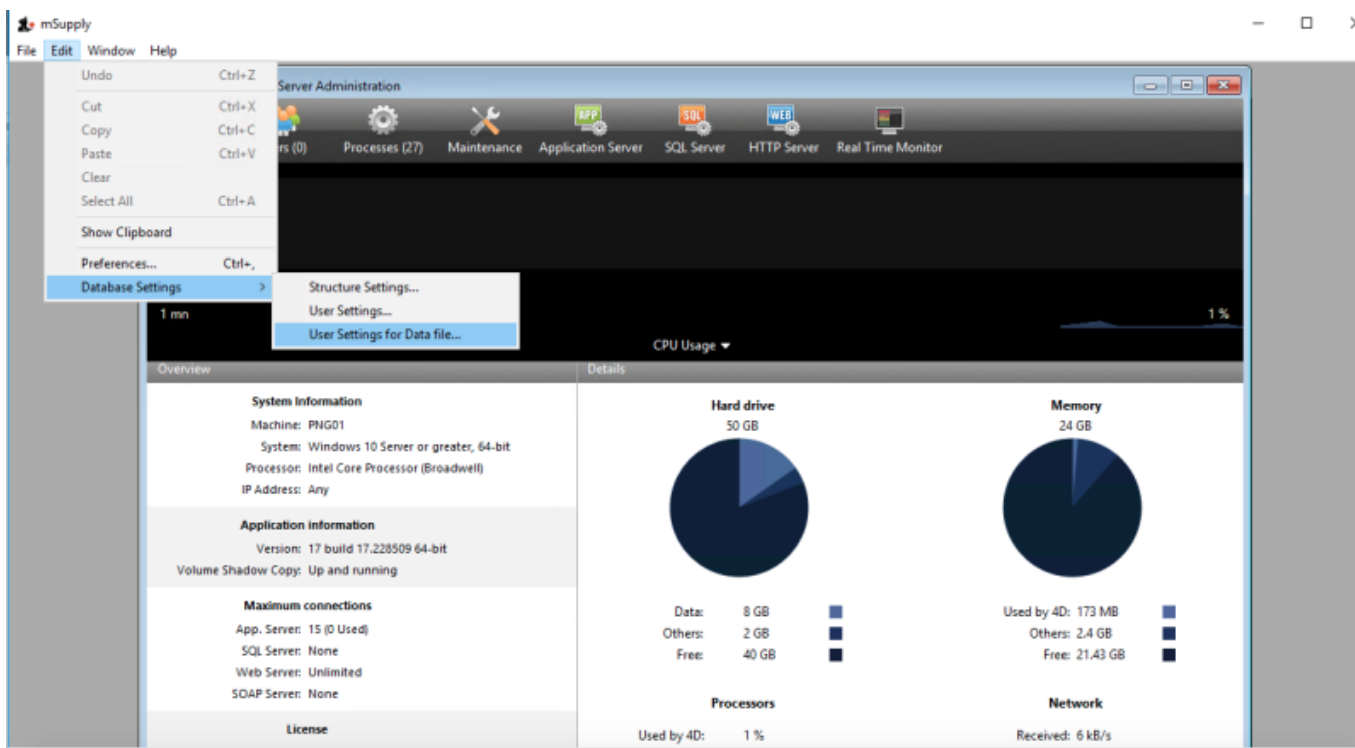 mSupply
File Edit Window Help
Undo Ctrl+Z
Cut Ctrl+X
Copy Ctrl+C
Paste Ctrl+V
Clear
Select All Ctrl+A
Show Clipboard
Preferences... Ctrl+,
Database Settings >
Structure Settings...
User Settings...
User Settings for Data file...
Server Administration
rs (0) Processes (27) Maintenance Application Server SQL Server HTTP Server Real Time Monitor
APP SQL WEB
1 mn 1 %
CPU Usage
Overview Details
System Information
Machine: PNG01
System: Windows 10 Server or greater, 64-bit
Processor: Intel Core Processor (Broadwell)
IP Address: Any
Application information
Version: 17 build 17.228509 64-bit
Volume Shadow Copy: Up and running
Maximum connections
App. Server: 15 (0 Used)
SQL Server: None
Web Server: Unlimited
SOAP Server: None
License
Hard drive
50 GB
Data: 8 GB
Others: 2 GB
Free: 40 GB
Memory
24 GB
Used by 4D: 173 MB
Others: 2.4 GB
Free: 21.43 GB
Processors
Used by 4D: 1 %
Network
Received: 6 kB/s